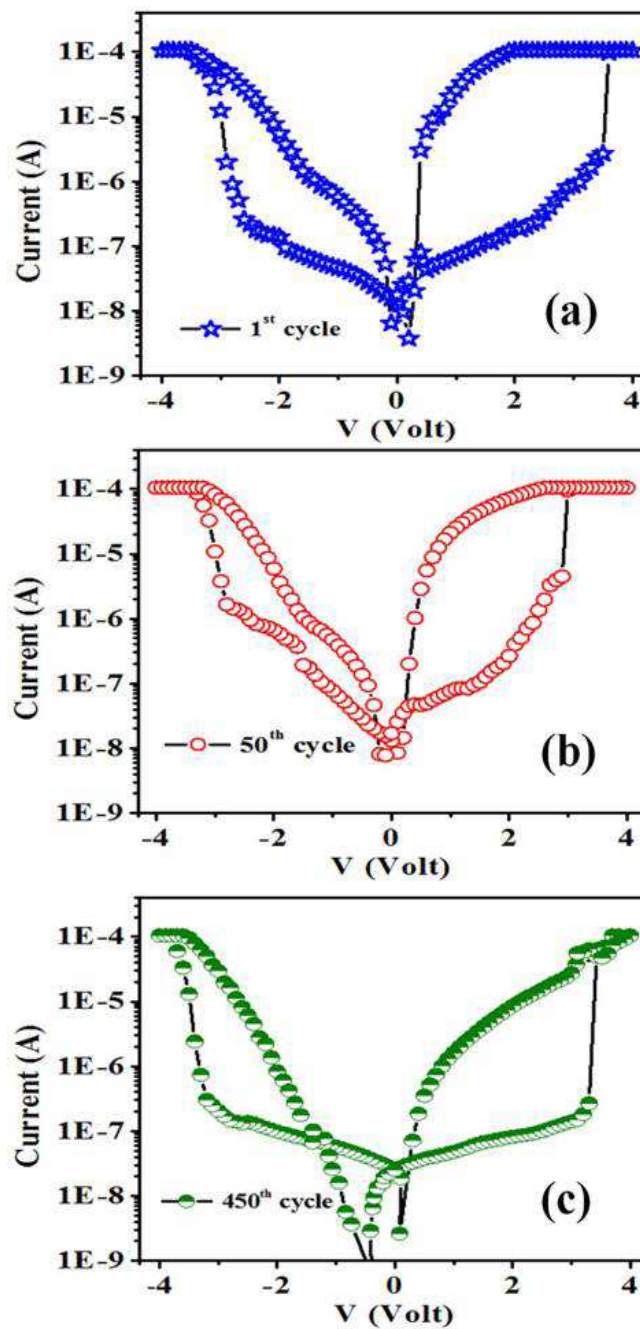 1E-4
1E-5
1E-6
1E-7
1E-8
1E-9
Current (A)
1st cycle
(a)
-4 -2 0 2 4
V (Volt)
1E-4
1E-5
1E-6
1E-7
1E-8
1E-9
Current (A)
50th cycle
(b)
-4 -2 0 2 4
V (Volt)
1E-4
1E-5
1E-6
1E-7
1E-8
1E-9
Current (A)
450th cycle
(c)
-4 -2 0 2 4
V (Volt)